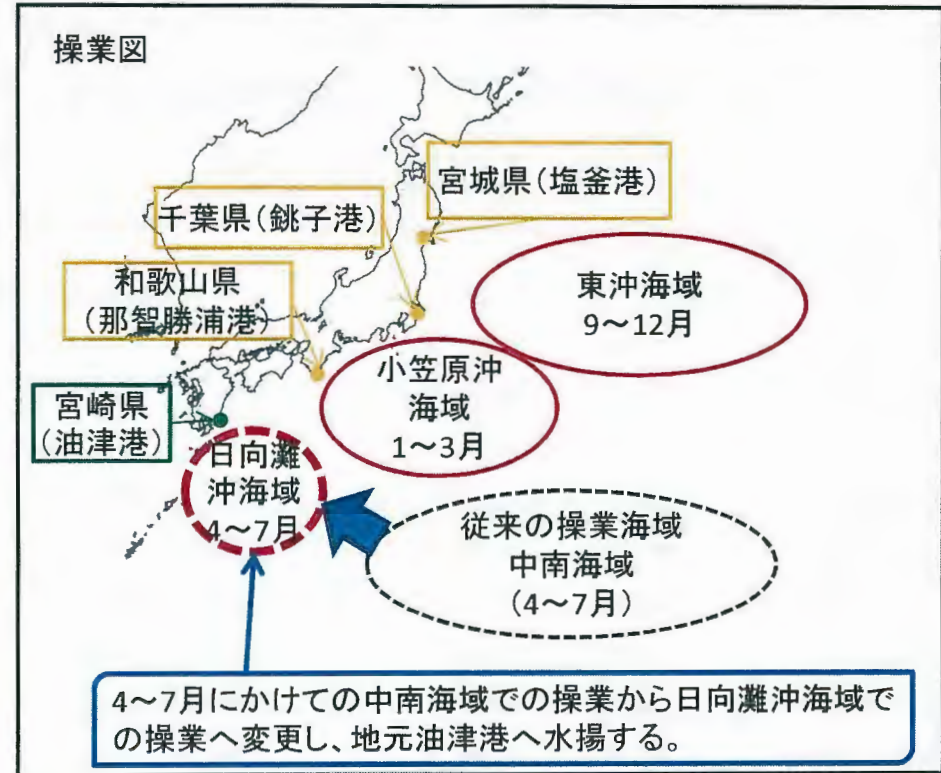 操業図
宮城県(塩釜港)
千葉県(銚子港)
和歌山県
(那智勝浦港)
東沖海域
9～12月
小笠原沖
海域
1～3月
宮崎県
(油津港)
日向灘
沖海域
4～7月
従来の操業海域
中南海域
(4～7月)
4～7月にかけての中南海域での操業から日向灘沖海域で
の操業へ変更し、地元油津港へ水揚する。